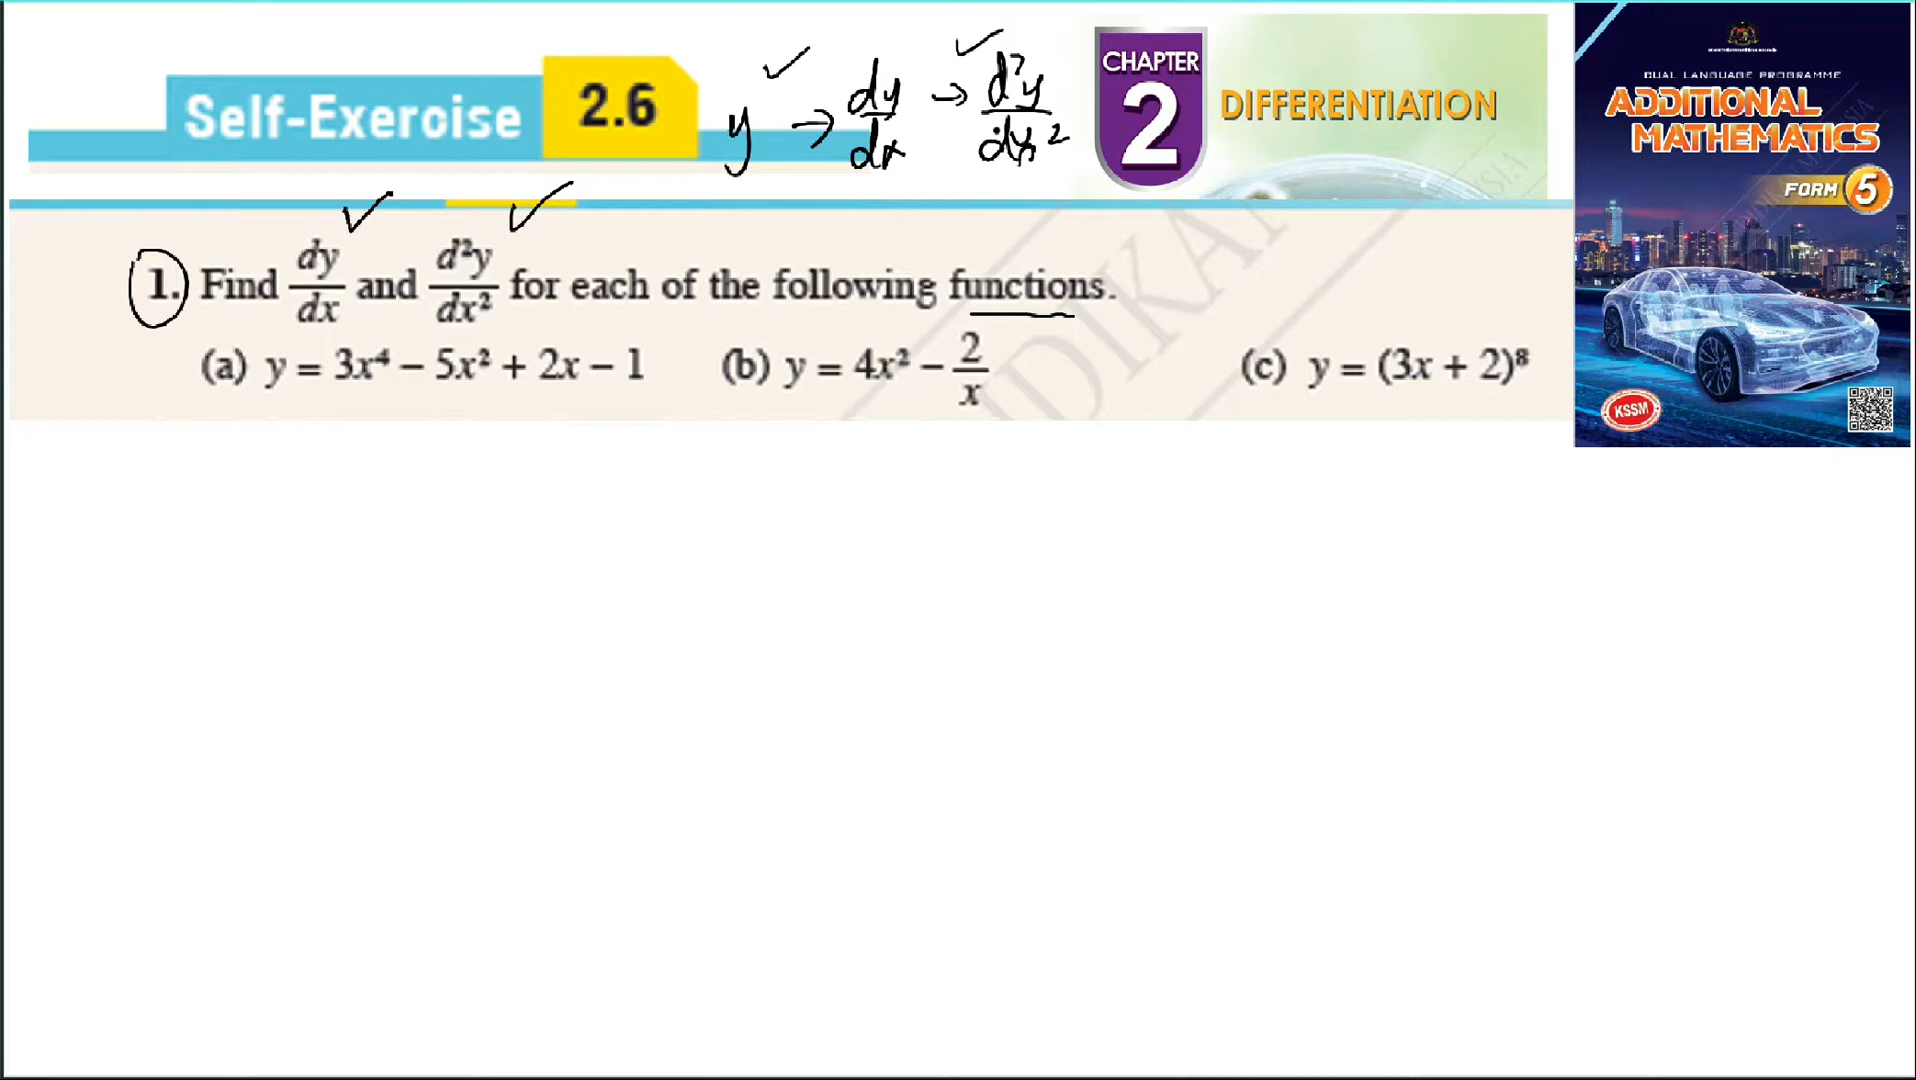 Self-Exercise 2.6
y → dy/dx → d²y/dx²
CHAPTER 2
DIFFERENTIATION
DUAL LANGUAGE PROGRAMME
ADDITIONAL
MATHEMATICS
FORM 5
KSSM
1. Find dy/dx and d²y/dx² for each of the following functions.
(a) y = 3x⁴ – 5x² + 2x – 1 (b) y = 4x² – 2/x (c) y = (3x + 2)⁸